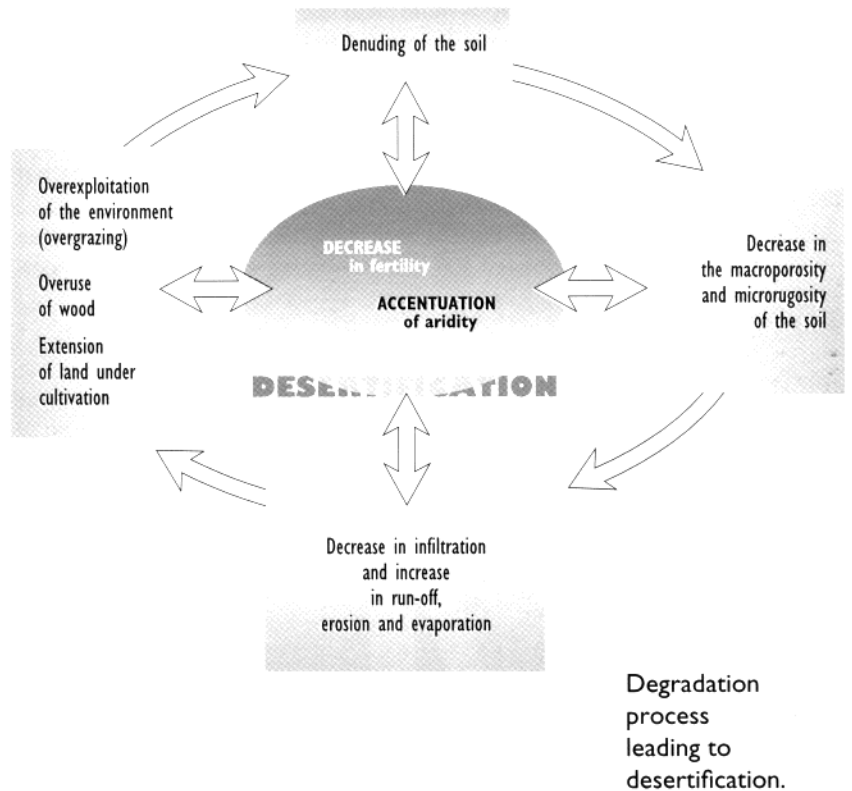 Denuding of the soil
Overexploitation
of the environment
(overgrazing)
Overuse
of wood
Extension
of land under
cultivation
DECREASE
in fertility
ACCENTUATION
of aridity
DESERTIFICATION
Decrease in
the macroporosity
and microrugosity
of the soil
Decrease in infiltration
and increase
in run-off,
erosion and evaporation
Degradation
process
leading to
desertification.